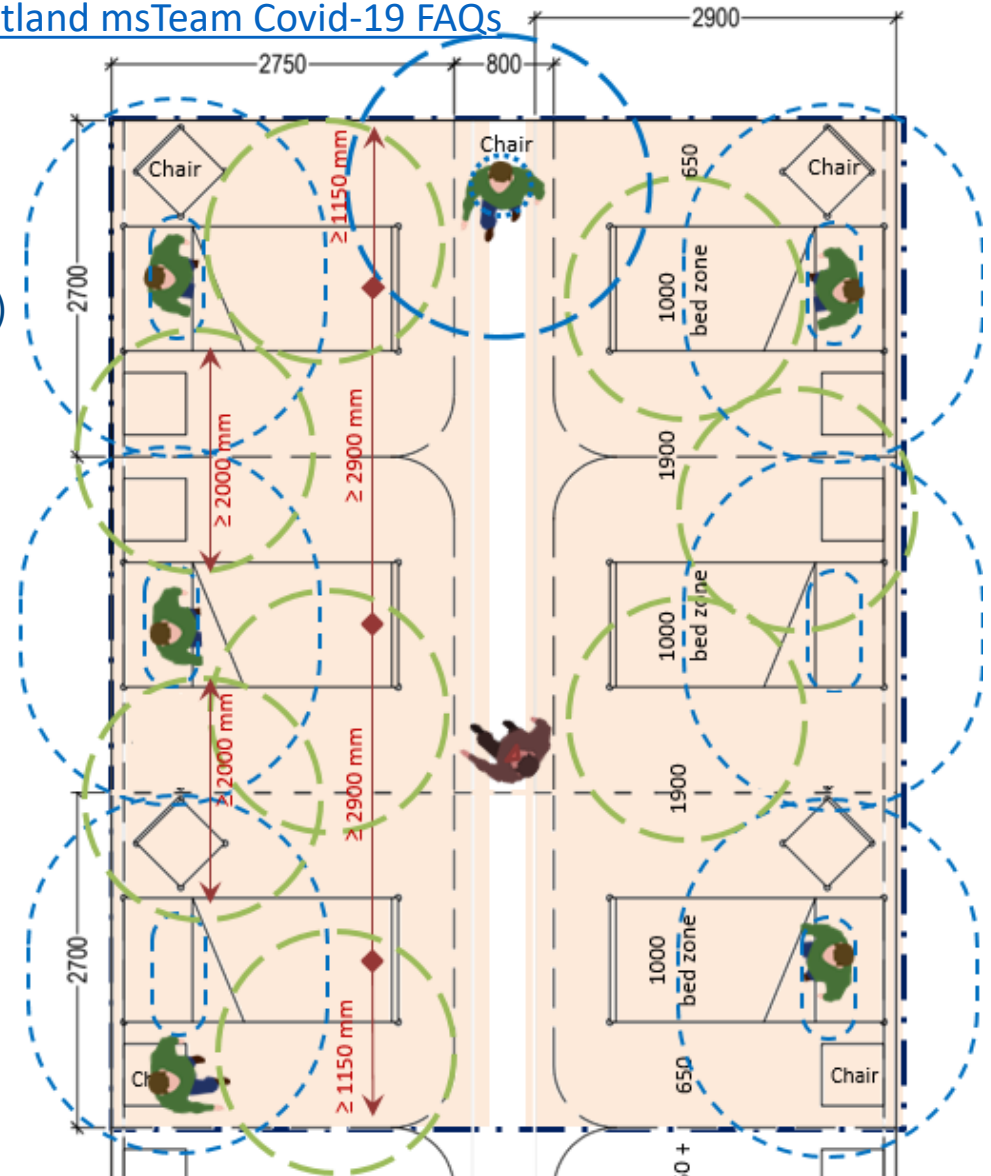 tland msTeam Covid-19 FAQs
2900
2750
800
)
Chair
Chair
Chair
≥1150 mm
650
2700
1000
bed zone
≥ 2000 mm
≥ 2900 mm
1900
1000
bed zone
≥2000 mm
≥2900 mm
1900
2700
1000
bed zone
≥ 1150 mm
650
Ch
Chair
0 +